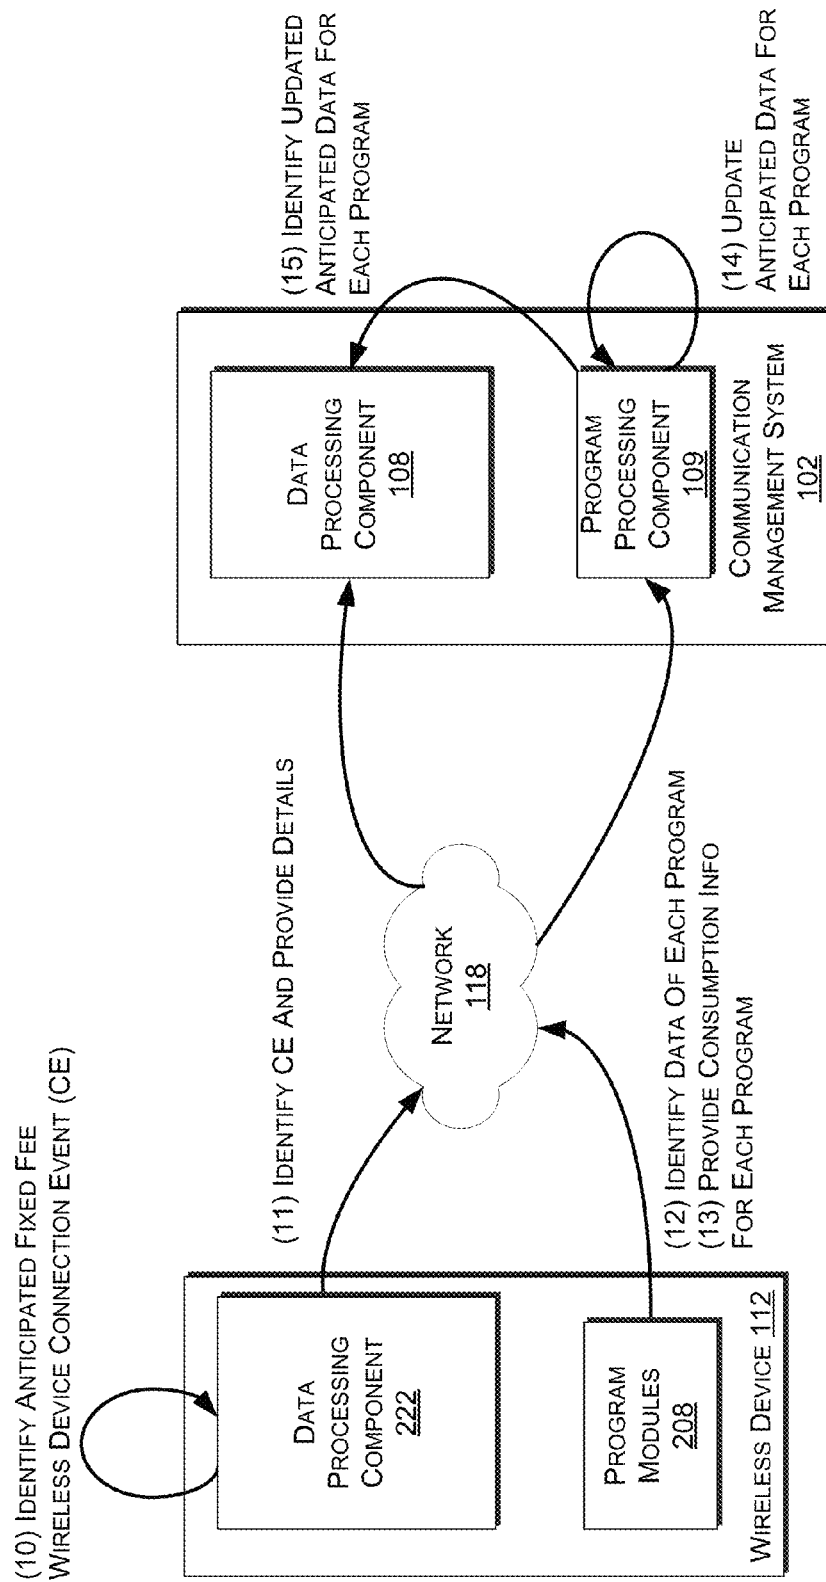 (10) IDENTIFY ANTICIPATED FIXED FEE
WIRELESS DEVICE CONNECTION EVENT (CE)
DATA
PROCESSING
COMPONENT
222
PROGRAM
MODULES
208
WIRELESS DEVICE 112
(11) IDENTIFY CE AND PROVIDE DETAILS
NETWORK
118
(12) IDENTIFY DATA OF EACH PROGRAM
(13) PROVIDE CONSUMPTION INFO
FOR EACH PROGRAM
DATA
PROCESSING
COMPONENT
108
PROGRAM
PROCESSING
COMPONENT
109
COMMUNICATION
MANAGEMENT SYSTEM
102
(15) IDENTIFY UPDATED
ANTICIPATED DATA FOR
EACH PROGRAM
(14) UPDATE
ANTICIPATED DATA FOR
EACH PROGRAM